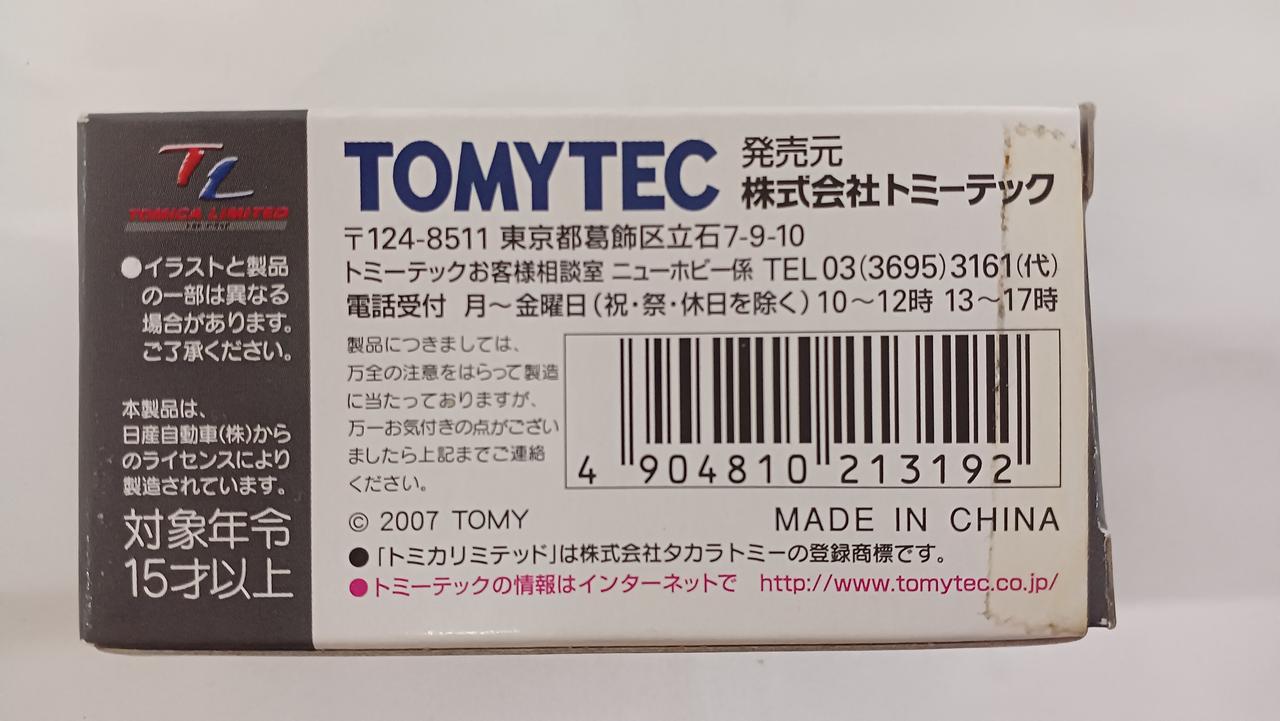 TL
TOMICA LIMITED
●イラストと製品
の一部は異なる
場合があります。
ご了承ください。
本製品は、
日産自動車(株)から
のライセンスにより
製造されています。
対象年令
15才以上
TOMYTEC
発売元
株式会社トミーテック
〒124-8511 東京都葛飾区立石7-9-10
トミーテックお客様相談室 ニューホビー係 TEL 03(3695)3161(代)
電話受付 月～金曜日(祝・祭・休日を除く) 10～12時 13～17時
製品につきましては、
万全の注意をはらって製造
に当たっておりますが、
万一お気付きの点がござい
ましたら上記までご連絡
ください。
4 904810 213192
© 2007 TOMY
MADE IN CHINA
●「トミカリミテッド」は株式会社タカラトミーの登録商標です。
●トミーテックの情報はインターネットで http://www.tomytec.co.jp/